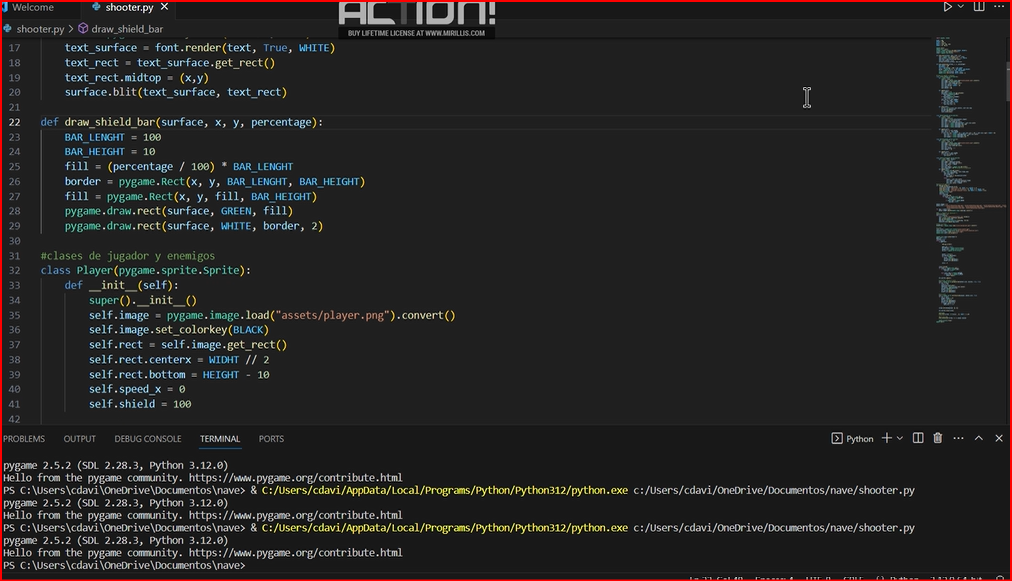 Welcome
shooter.py
ACTION!
BUY LIFETIME LICENSE AT WWW.MIRILLIS.COM
shooter.py > draw_shield_bar
17 text_surface = font.render(text, True, WHITE)
18 text_rect = text_surface.get_rect()
19 text_rect.midtop = (x,y)
20 surface.blit(text_surface, text_rect)
21
22 def draw_shield_bar(surface, x, y, percentage):
23 BAR_LENGHT = 100
24 BAR_HEIGHT = 10
25 fill = (percentage / 100) * BAR_LENGHT
26 border = pygame.Rect(x, y, BAR_LENGHT, BAR_HEIGHT)
27 fill = pygame.Rect(x, y, fill, BAR_HEIGHT)
28 pygame.draw.rect(surface, GREEN, fill)
29 pygame.draw.rect(surface, WHITE, border, 2)
30
31 #clases de jugador y enemigos
32 class Player(pygame.sprite.Sprite):
33 def __init__(self):
34 super().__init__()
35 self.image = pygame.image.load("assets/player.png").convert()
36 self.image.set_colorkey(BLACK)
37 self.rect = self.image.get_rect()
38 self.rect.centerx = WIDHT // 2
39 self.rect.bottom = HEIGHT - 10
40 self.speed_x = 0
41 self.shield = 100
42
PROBLEMS OUTPUT DEBUG CONSOLE TERMINAL PORTS
Python
pygame 2.5.2 (SDL 2.28.3, Python 3.12.0)
Hello from the pygame community. https://www.pygame.org/contribute.html
PS C:\Users\cdavi\OneDrive\Documentos\nave> & C:/Users/cdavi/AppData/Local/Programs/Python/Python312/python.exe c:/Users/cdavi/OneDrive/Documentos/nave/shooter.py
pygame 2.5.2 (SDL 2.28.3, Python 3.12.0)
Hello from the pygame community. https://www.pygame.org/contribute.html
PS C:\Users\cdavi\OneDrive\Documentos\nave> & C:/Users/cdavi/AppData/Local/Programs/Python/Python312/python.exe c:/Users/cdavi/OneDrive/Documentos/nave/shooter.py
pygame 2.5.2 (SDL 2.28.3, Python 3.12.0)
Hello from the pygame community. https://www.pygame.org/contribute.html
PS C:\Users\cdavi\OneDrive\Documentos\nave>